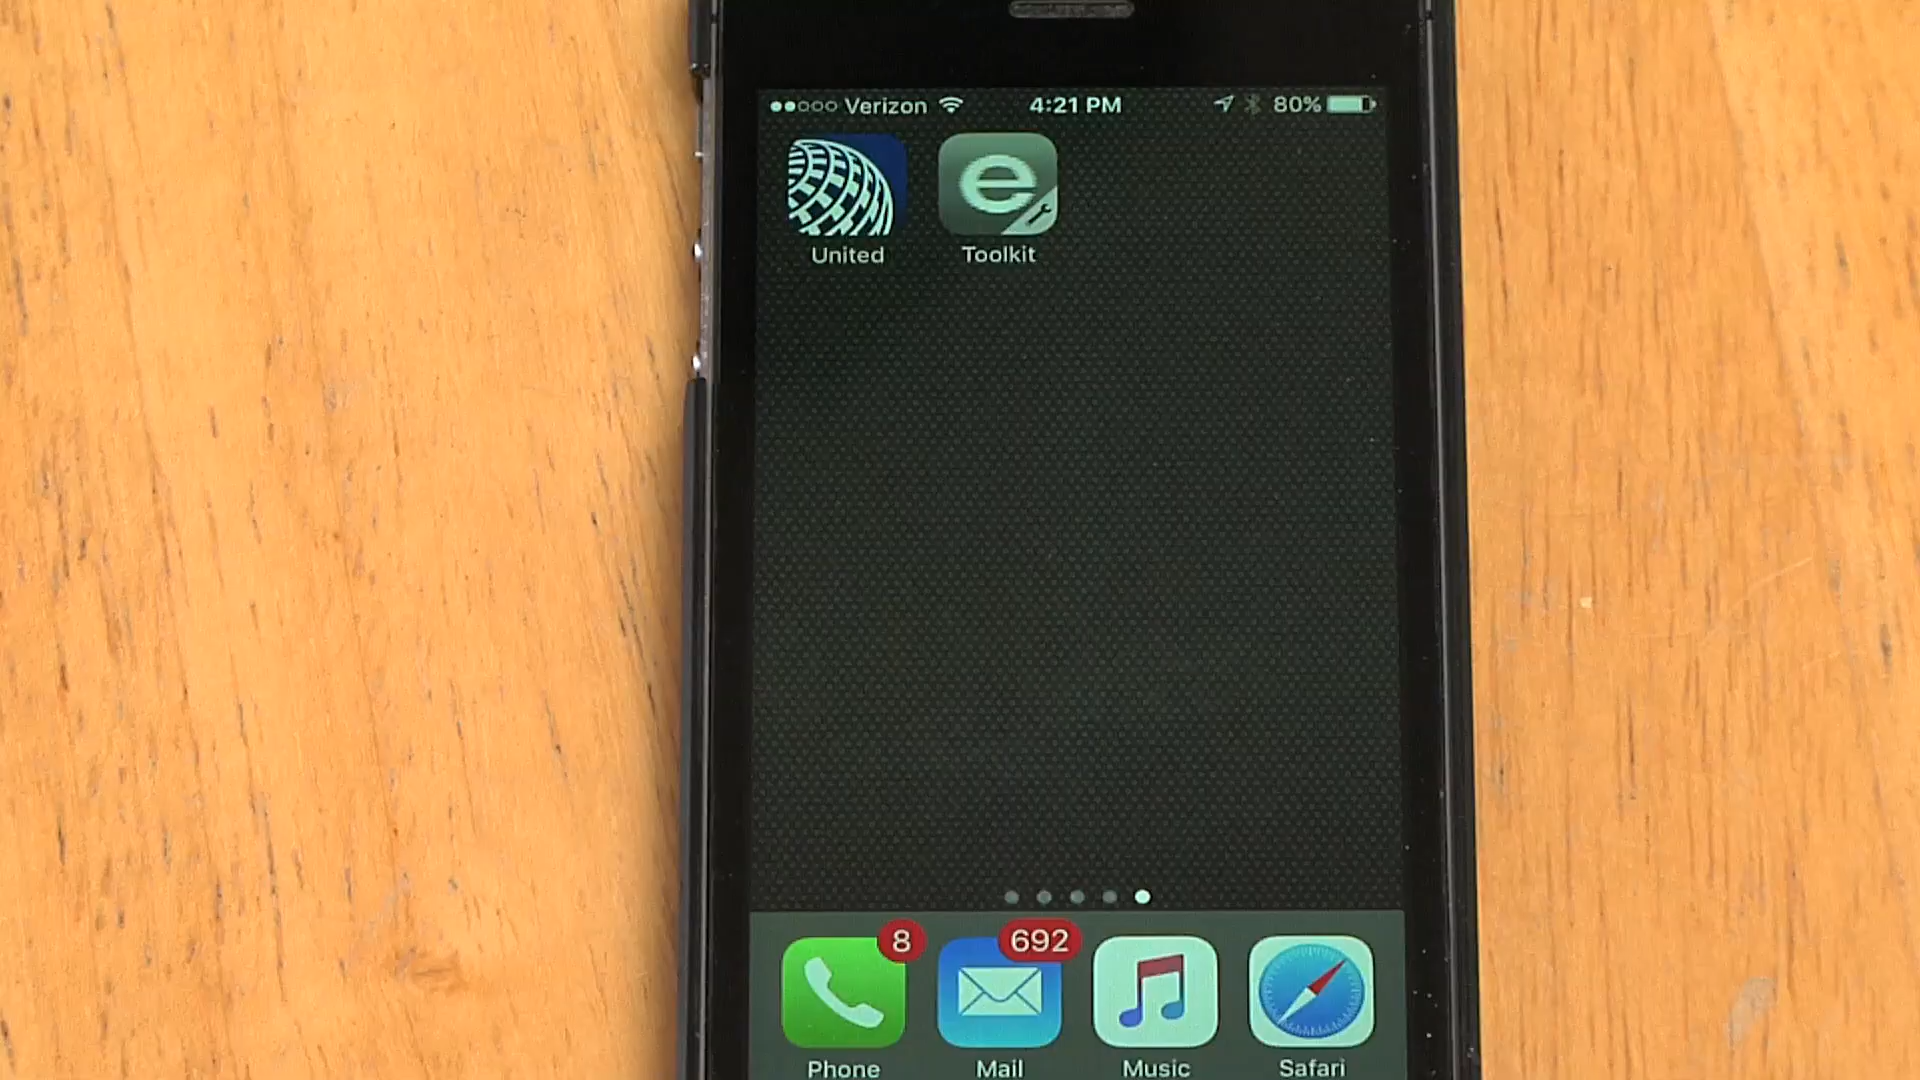 Verizon 4:21 PM 80%
e
United Toolkit
8 692
Phone Mail Music Safari